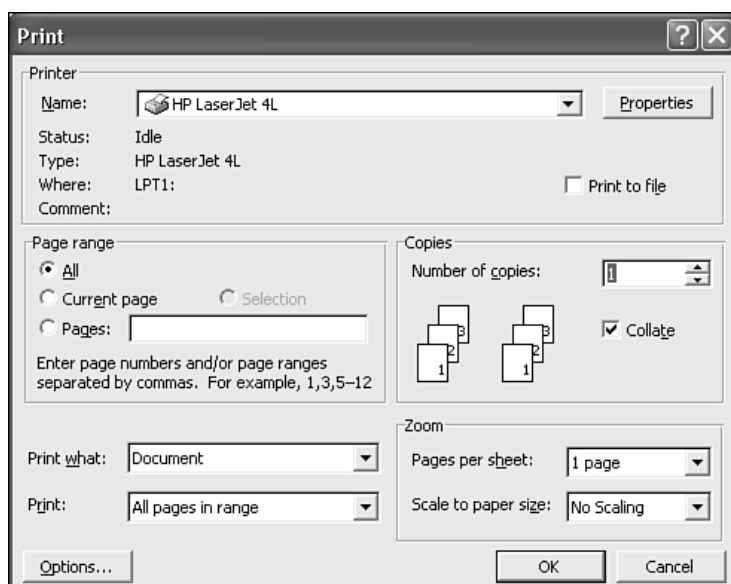 Print
Printer
Name: HP LaserJet 4L Properties
Status: Idle
Type: HP LaserJet 4L
Where: LPT1: Print to file
Comment:
Page range
All
Current page Selection
Pages:
Enter page numbers and/or page ranges
separated by commas. For example, 1,3,5–12
Copies
Number of copies: 1
1 2 3 1 2 3 Collate
Print what: Document
Print: All pages in range
Zoom
Pages per sheet: 1 page
Scale to paper size: No Scaling
Options... OK Cancel